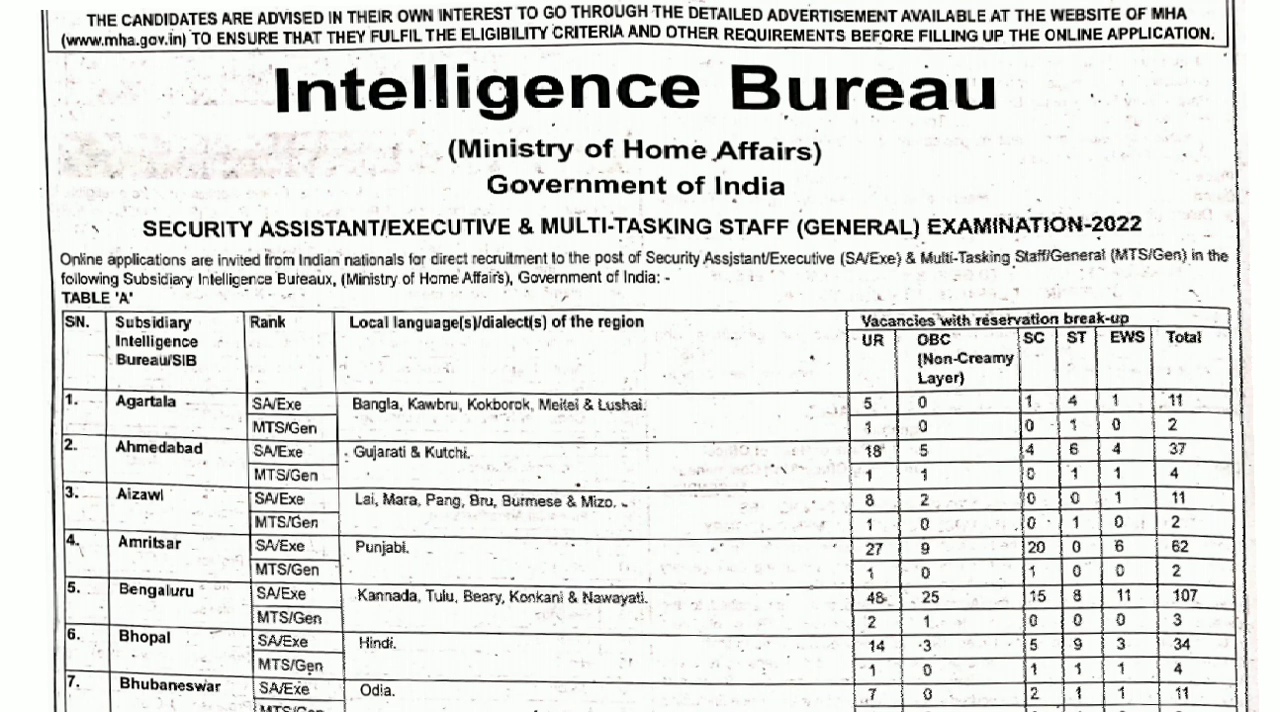 THE CANDIDATES ARE ADVISED IN THEIR OWN INTEREST TO GO THROUGH THE DETAILED ADVERTISEMENT AVAILABLE AT THE WEBSITE OF MHA
(www.mha.gov.in) TO ENSURE THAT THEY FULFIL THE ELIGIBILITY CRITERIA AND OTHER REQUIREMENTS BEFORE FILLING UP THE ONLINE APPLICATION.
Intelligence Bureau
(Ministry of Home Affairs)
Government of India
SECURITY ASSISTANT/EXECUTIVE & MULTI-TASKING STAFF (GENERAL) EXAMINATION-2022
Online applications are invited from Indian nationals for direct recruitment to the post of Security Assistant/Executive (SA/Exe) & Multi-Tasking Staff/General (MTS/Gen) in the
following Subsidiary Intelligence Bureaux, (Ministry of Home Affairs), Government of India: -
TABLE 'A'
SN. Subsidiary Intelligence Bureau/SIB Rank Local language(s)/dialect(s) of the region Vacancies with reservation break-up
UR OBC (Non-Creamy Layer) SC ST EWS Total
1. Agartala SA/Exe Bangla, Kawbru, Kokborok, Meitei & Lushai. 5 0 1 4 1 11
MTS/Gen 1 0 0 1 0 2
2. Ahmedabad SA/Exe Gujarati & Kutchi. 18 5 4 6 4 37
MTS/Gen 1 1 0 1 1 4
3. Aizawl SA/Exe Lai, Mara, Pang, Bru, Burmese & Mizo. 8 2 0 0 1 11
MTS/Gen 1 0 0 1 0 2
4. Amritsar SA/Exe Punjabi. 27 9 20 0 6 62
MTS/Gen 1 0 1 0 0 2
5. Bengaluru SA/Exe Kannada, Tulu, Beary, Konkani & Nawayati. 48 25 15 8 11 107
MTS/Gen 2 1 0 0 0 3
6. Bhopal SA/Exe Hindi. 14 3 5 9 3 34
MTS/Gen 1 0 1 1 1 4
7. Bhubaneswar SA/Exe Odia. 7 0 2 1 1 11
MTS/Gen